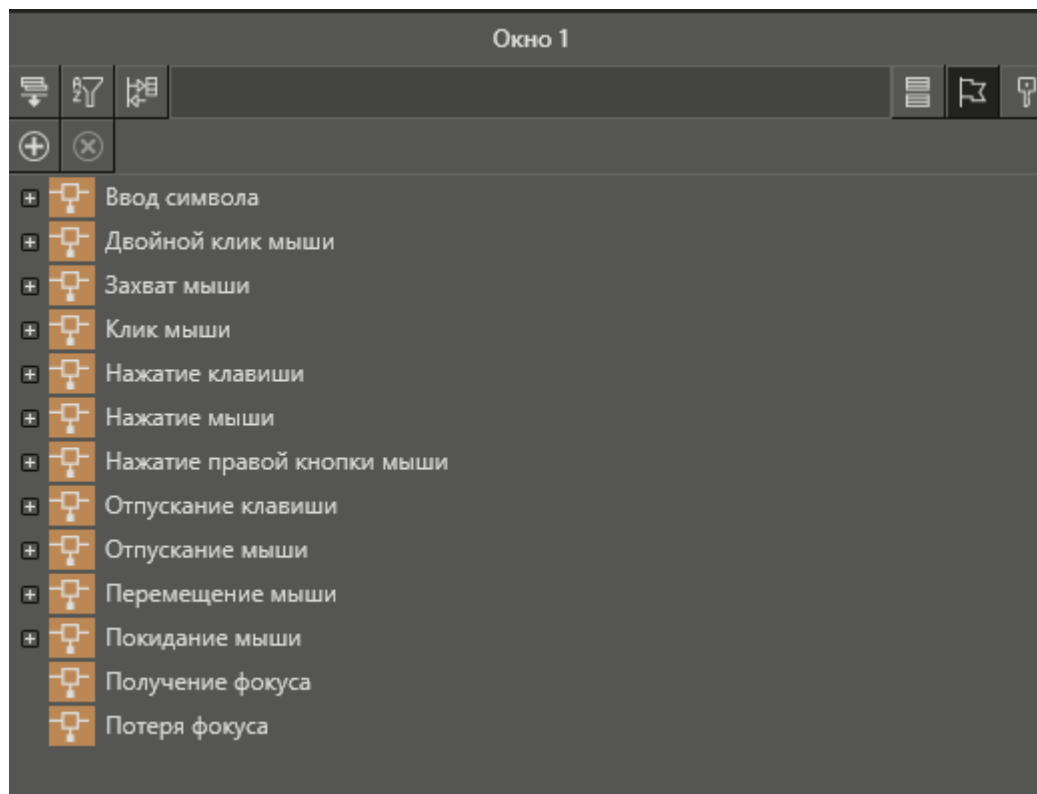 Окно 1
Ввод символа
Двойной клик мыши
Захват мыши
Клик мыши
Нажатие клавиши
Нажатие мыши
Нажатие правой кнопки мыши
Отпускание клавиши
Отпускание мыши
Перемещение мыши
Покидание мыши
Получение фокуса
Потеря фокуса